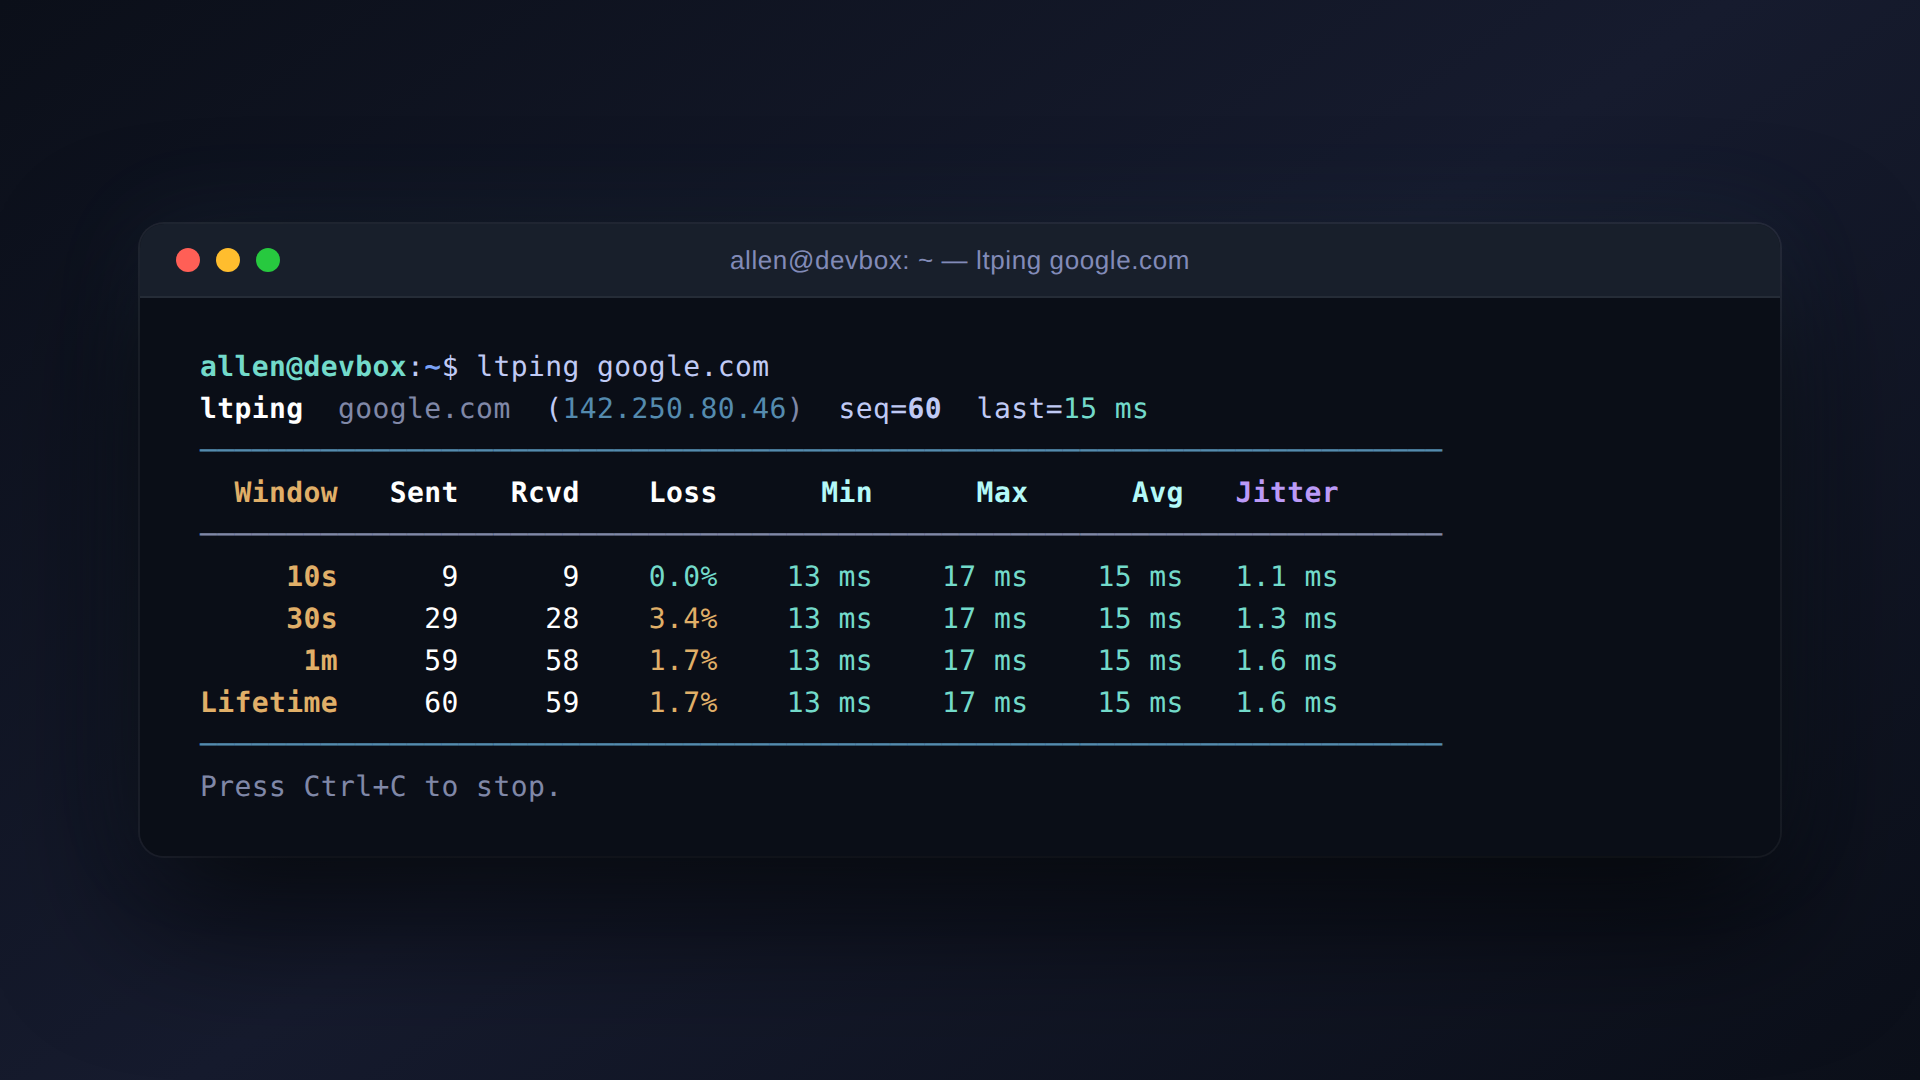 allen@devbox: ~ — ltping google.com
allen@devbox:~$ ltping google.com
ltping  google.com  (142.250.80.46)  seq=60  last=15 ms
Window   Sent   Rcvd    Loss      Min      Max      Avg   Jitter
10s      9      9    0.0%    13 ms    17 ms    15 ms   1.1 ms
30s     29     28    3.4%    13 ms    17 ms    15 ms   1.3 ms
1m     59     58    1.7%    13 ms    17 ms    15 ms   1.6 ms
Lifetime     60     59    1.7%    13 ms    17 ms    15 ms   1.6 ms
Press Ctrl+C to stop.